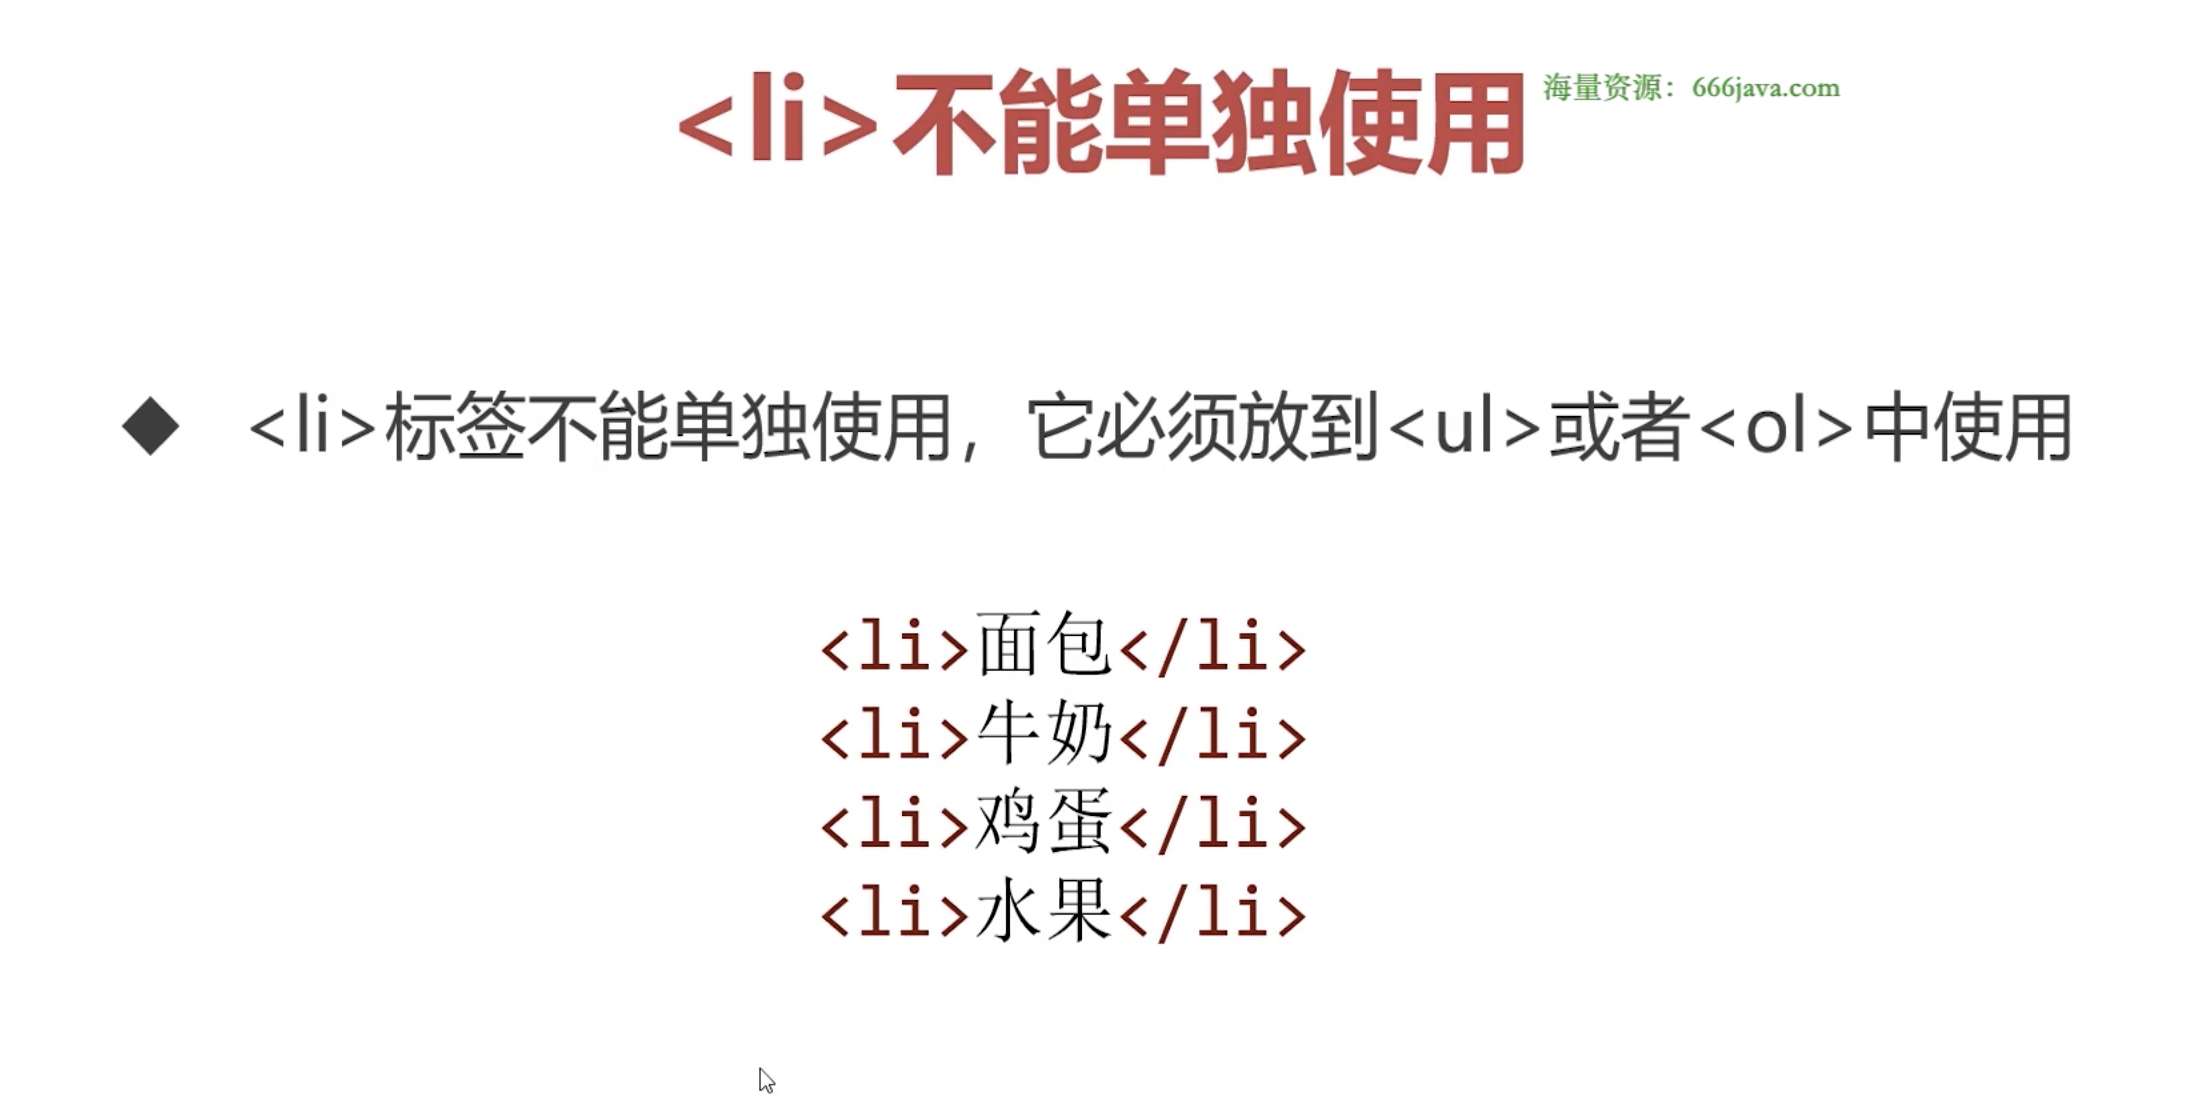 <li>不能单独使用
海量资源：666java.com
◆ <li>标签不能单独使用，它必须放到<ul>或者<ol>中使用
<li>面包</li>
<li>牛奶</li>
<li>鸡蛋</li>
<li>水果</li>